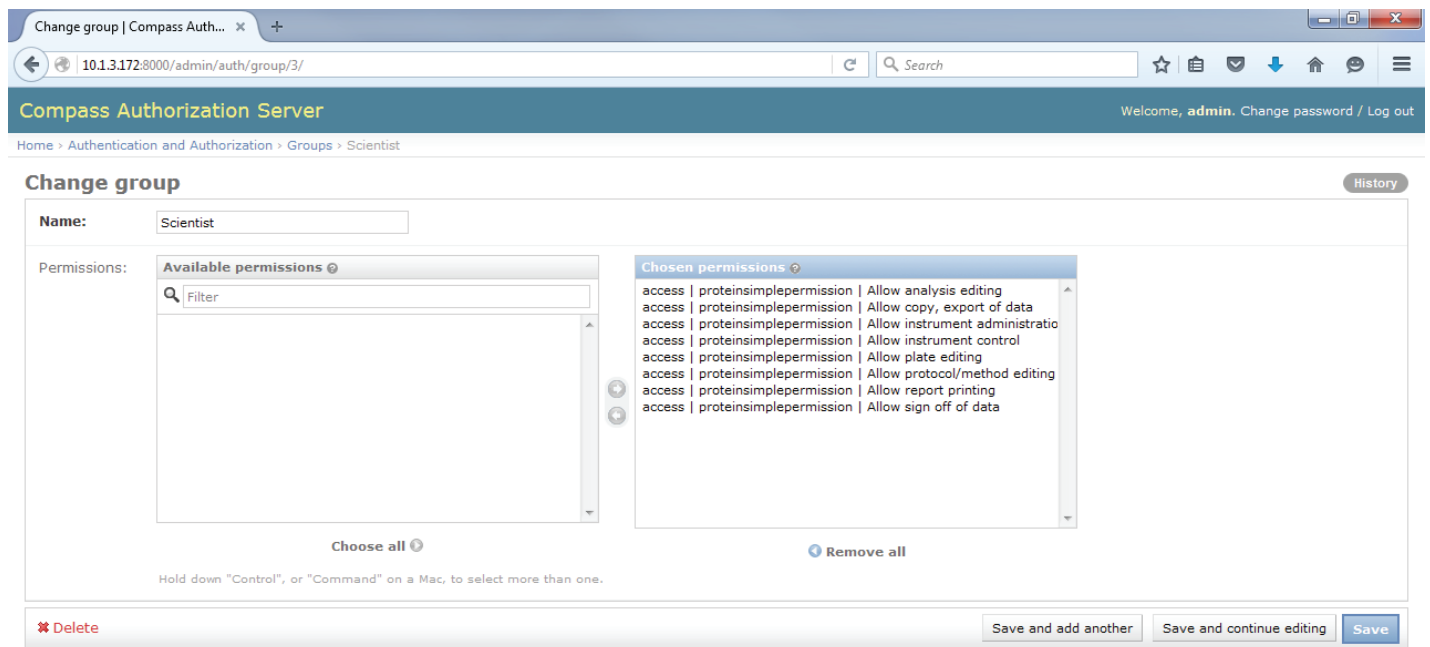 Change group | Compass Auth... × +
10.1.3.172:8000/admin/auth/group/3/ Search
Compass Authorization Server Welcome, admin. Change password / Log out
Home › Authentication and Authorization › Groups › Scientist
Change group History
Name: Scientist
Permissions: Available permissions Chosen permissions
Filter
access | proteinsimplepermission | Allow analysis editing
access | proteinsimplepermission | Allow copy, export of data
access | proteinsimplepermission | Allow instrument administratio
access | proteinsimplepermission | Allow instrument control
access | proteinsimplepermission | Allow plate editing
access | proteinsimplepermission | Allow protocol/method editing
access | proteinsimplepermission | Allow report printing
access | proteinsimplepermission | Allow sign off of data
Choose all Remove all
Hold down "Control", or "Command" on a Mac, to select more than one.
Delete Save and add another Save and continue editing Save